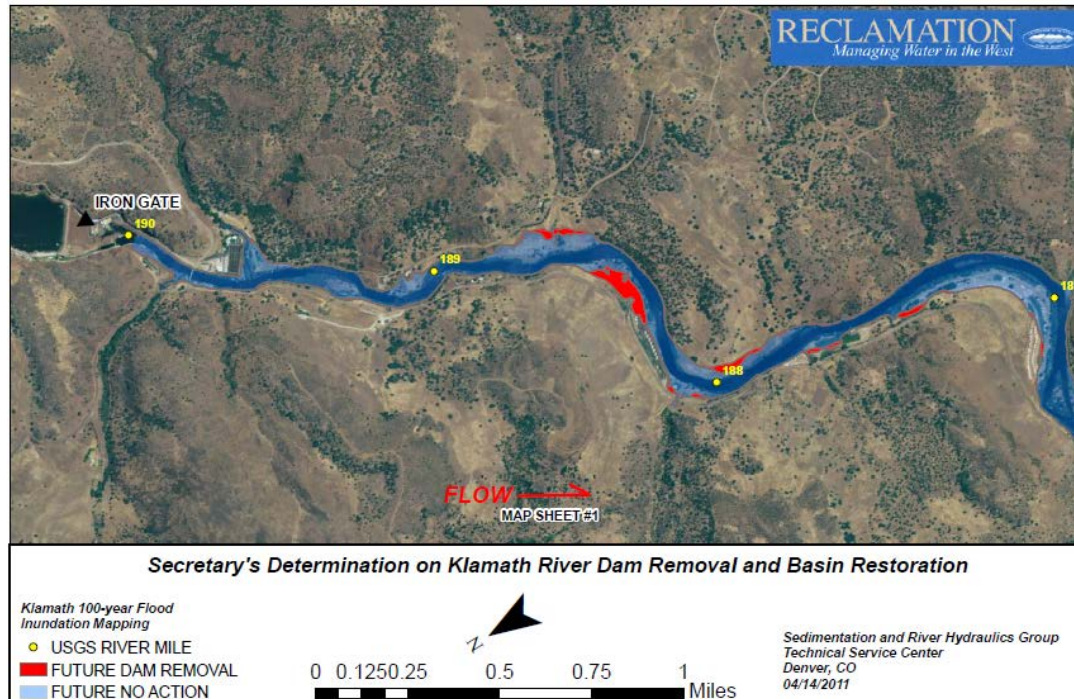 RECLAMATION
Managing Water in the West
IRON GATE
190
189
188
18
FLOW
MAP SHEET #1
Secretary's Determination on Klamath River Dam Removal and Basin Restoration
Klamath 100-year Flood
Inundation Mapping
USGS RIVER MILE
FUTURE DAM REMOVAL
FUTURE NO ACTION
N
0 0.125 0.25 0.5 0.75 1
Miles
Sedimentation and River Hydraulics Group
Technical Service Center
Denver, CO
04/14/2011